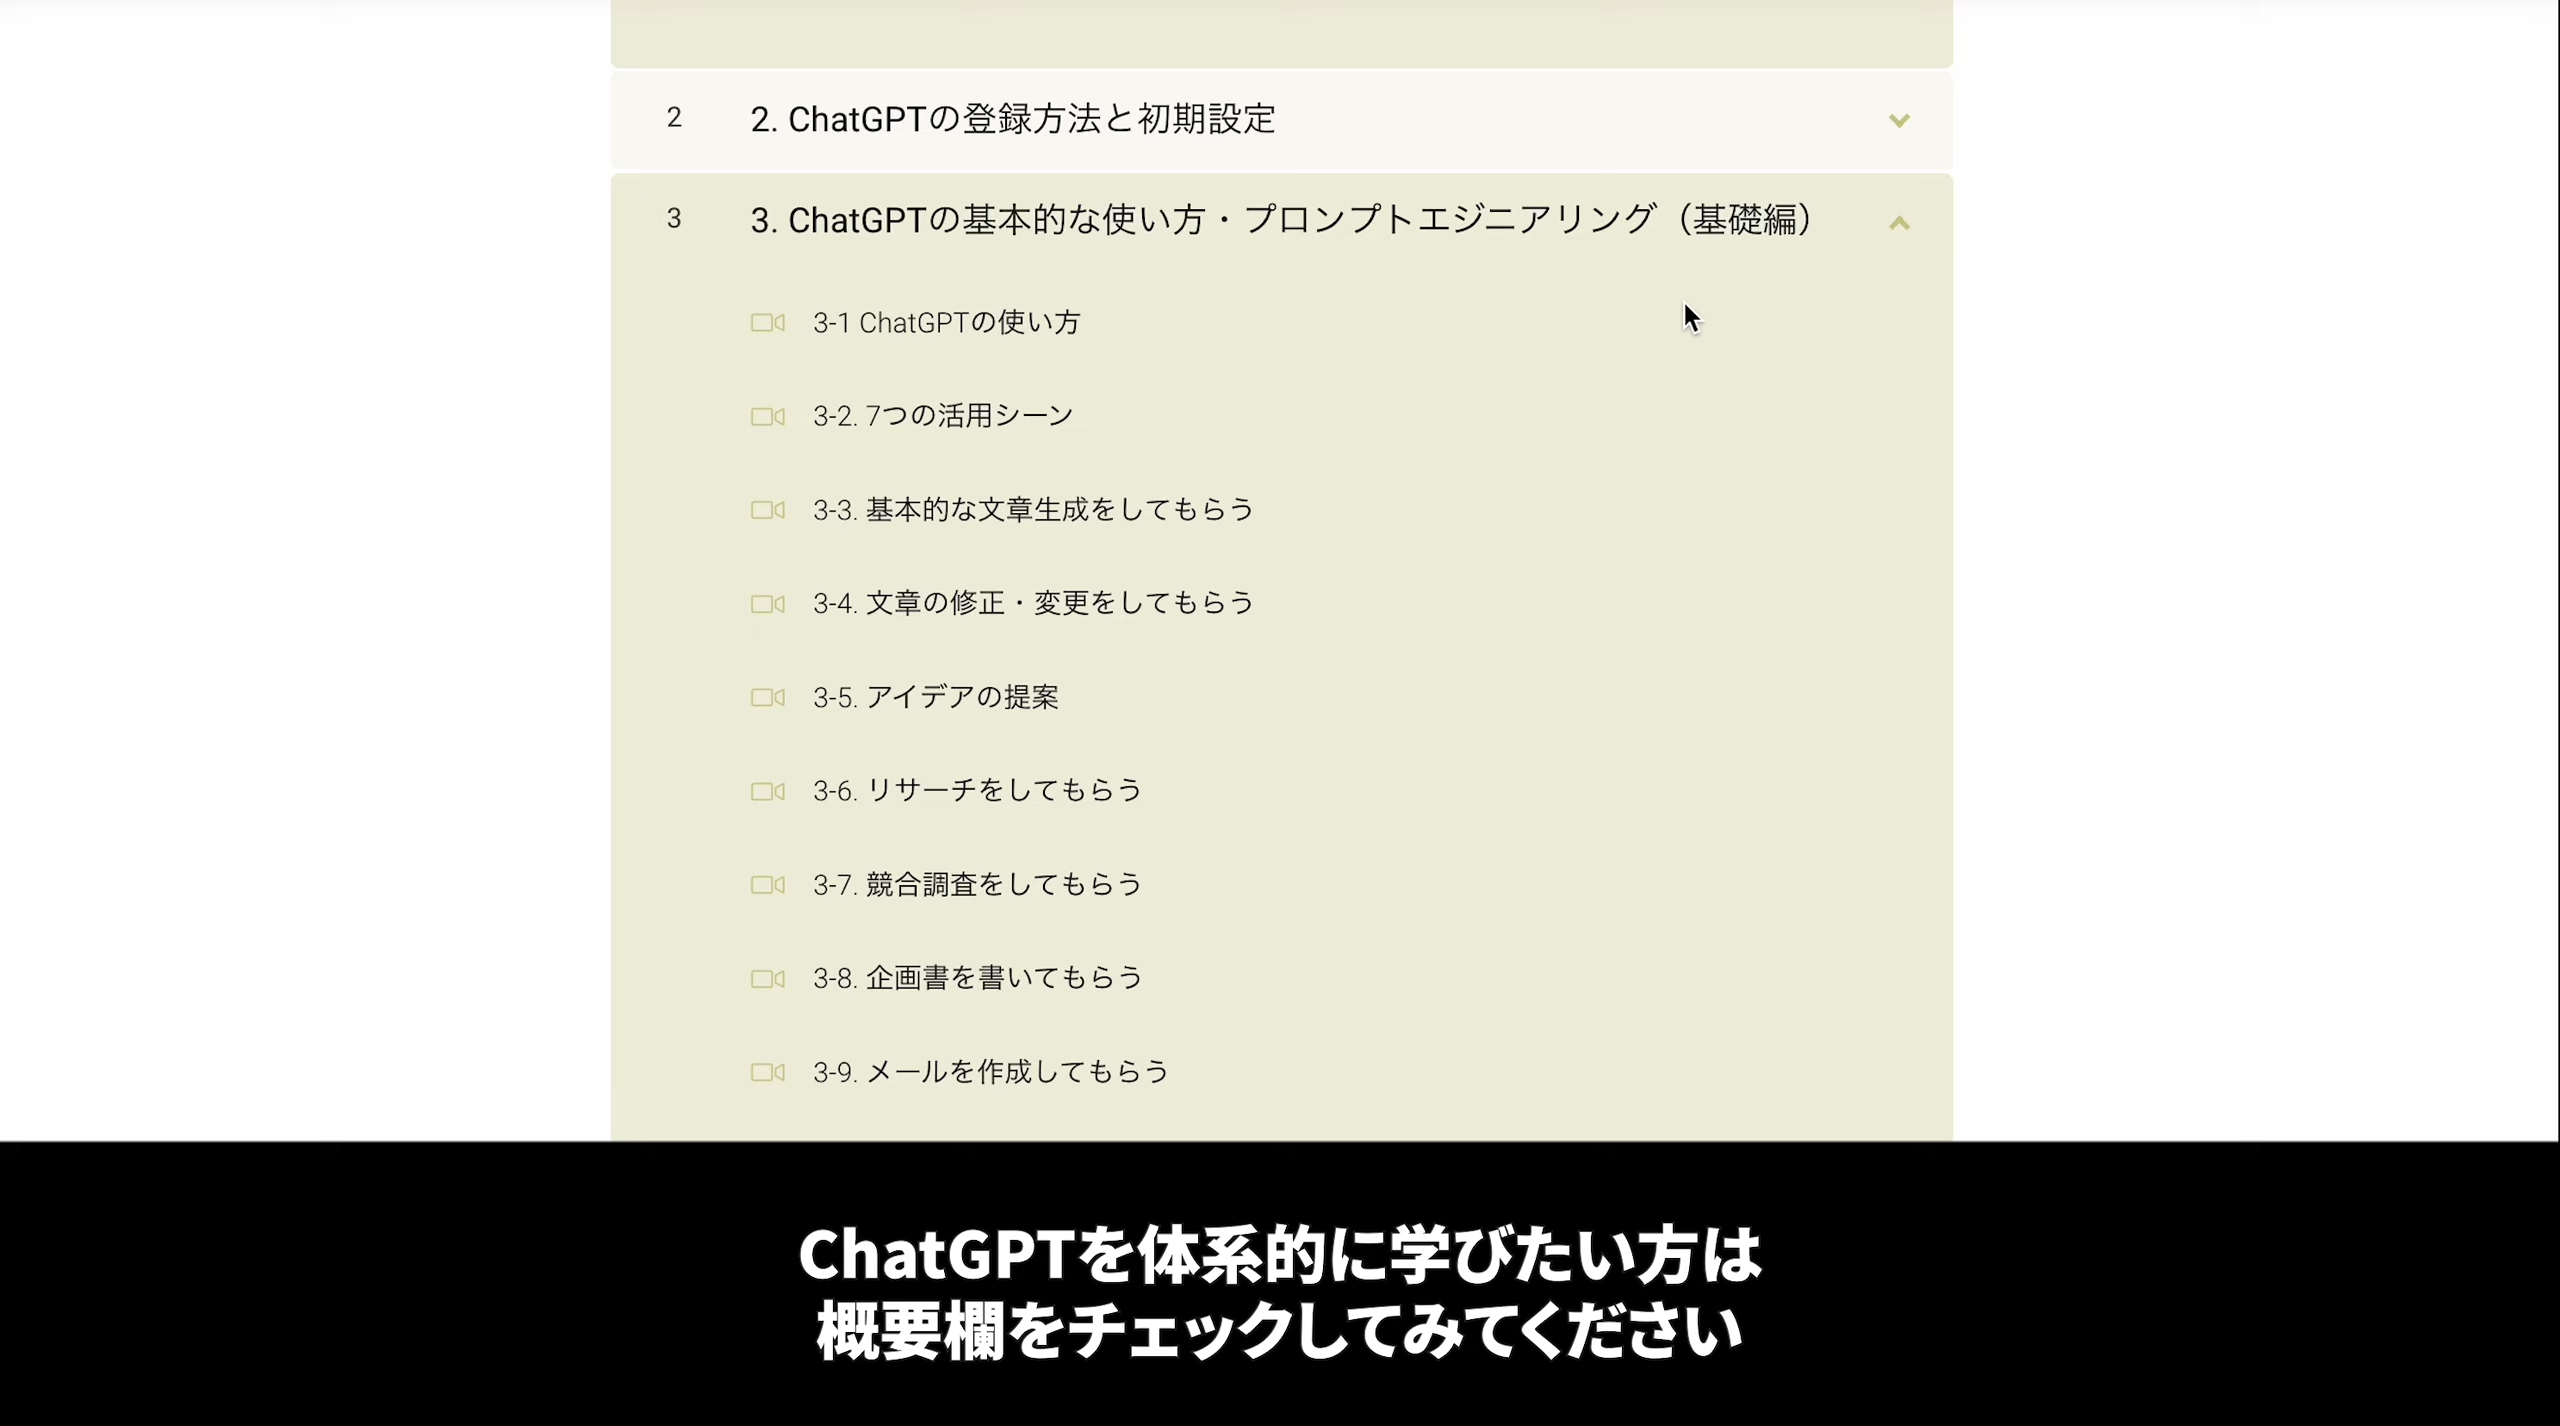 2 2. ChatGPTの登録方法と初期設定
3 3. ChatGPTの基本的な使い方・プロンプトエジニアリング（基礎編）
3-1 ChatGPTの使い方
3-2. 7つの活用シーン
3-3. 基本的な文章生成をしてもらう
3-4. 文章の修正・変更をしてもらう
3-5. アイデアの提案
3-6. リサーチをしてもらう
3-7. 競合調査をしてもらう
3-8. 企画書を書いてもらう
3-9. メールを作成してもらう
ChatGPTを体系的に学びたい方は
概要欄をチェックしてみてください